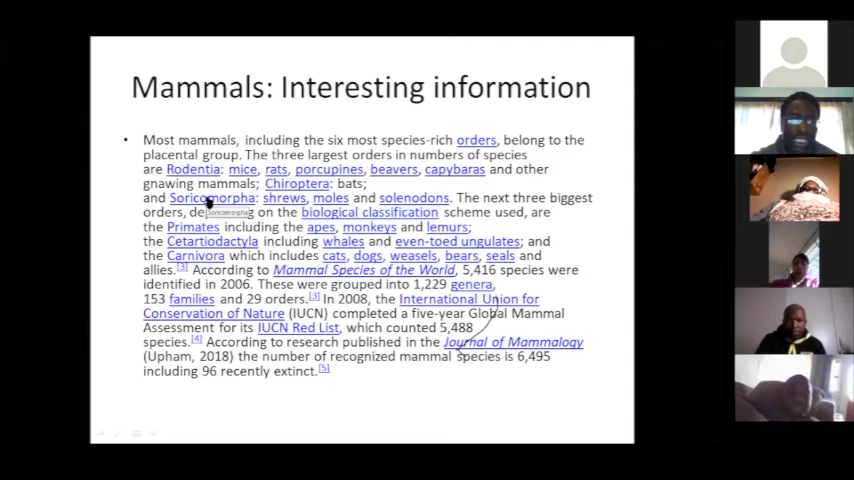 Mammals: Interesting information
• Most mammals, including the six most species-rich orders, belong to the
placental group. The three largest orders in numbers of species
are Rodentia: mice, rats, porcupines, beavers, capybaras and other
gnawing mammals; Chiroptera: bats;
and Soricomorpha: shrews, moles and solenodons. The next three biggest
orders, de g on the biological classification scheme used, are
Soricomorpha
the Primates including the apes, monkeys and lemurs;
the Cetartiodactyla including whales and even-toed ungulates; and
the Carnivora which includes cats, dogs, weasels, bears, seals and
allies.[3] According to Mammal Species of the World, 5,416 species were
identified in 2006. These were grouped into 1,229 genera,
153 families and 29 orders.[3] In 2008, the International Union for
Conservation of Nature (IUCN) completed a five-year Global Mammal
Assessment for its IUCN Red List, which counted 5,488
species.[4] According to research published in the Journal of Mammalogy
(Upham, 2018) the number of recognized mammal species is 6,495
including 96 recently extinct.[5]